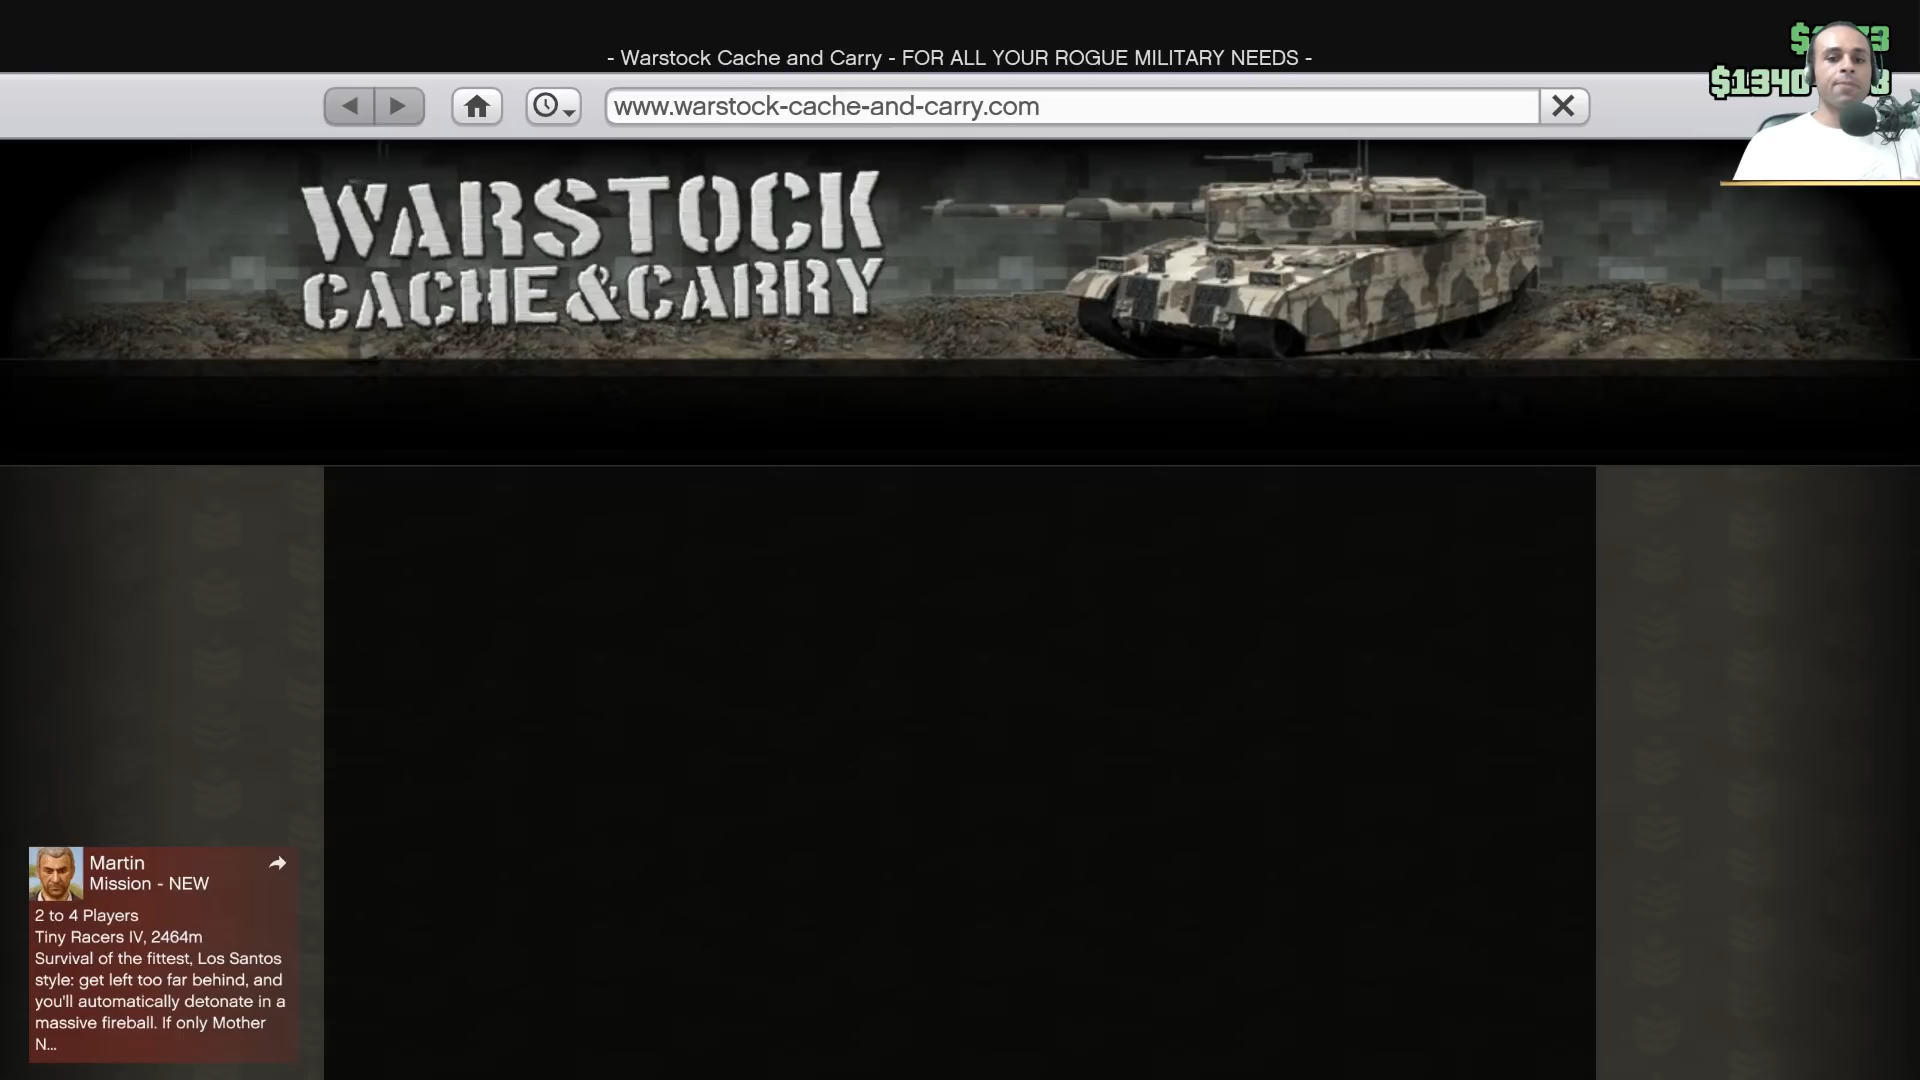 - Warstock Cache and Carry - FOR ALL YOUR ROGUE MILITARY NEEDS -
www.warstock-cache-and-carry.com
WARSTOCK
CACHE & CARRY
Martin
Mission - NEW
2 to 4 Players
Tiny Racers IV, 2464m
Survival of the fittest, Los Santos
style: get left too far behind, and
you'll automatically detonate in a
massive fireball. If only Mother
N...